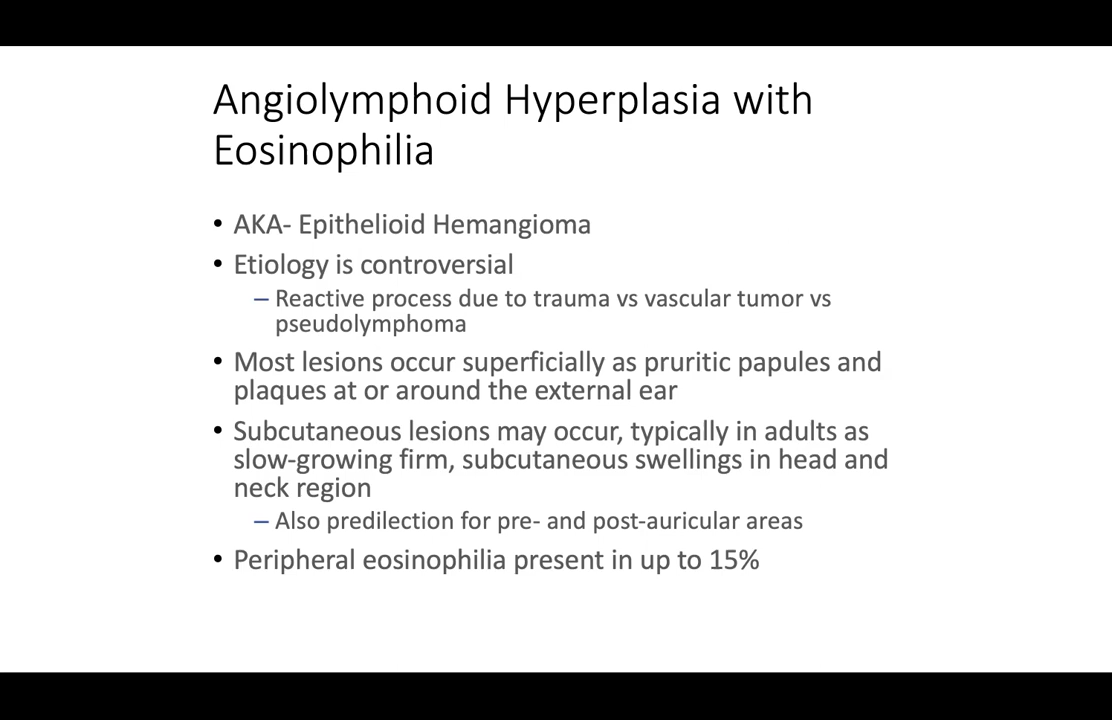 Angiolymphoid Hyperplasia with
Eosinophilia
• AKA- Epithelioid Hemangioma
• Etiology is controversial
– Reactive process due to trauma vs vascular tumor vs
pseudolymphoma
• Most lesions occur superficially as pruritic papules and
plaques at or around the external ear
• Subcutaneous lesions may occur, typically in adults as
slow-growing firm, subcutaneous swellings in head and
neck region
– Also predilection for pre- and post-auricular areas
• Peripheral eosinophilia present in up to 15%